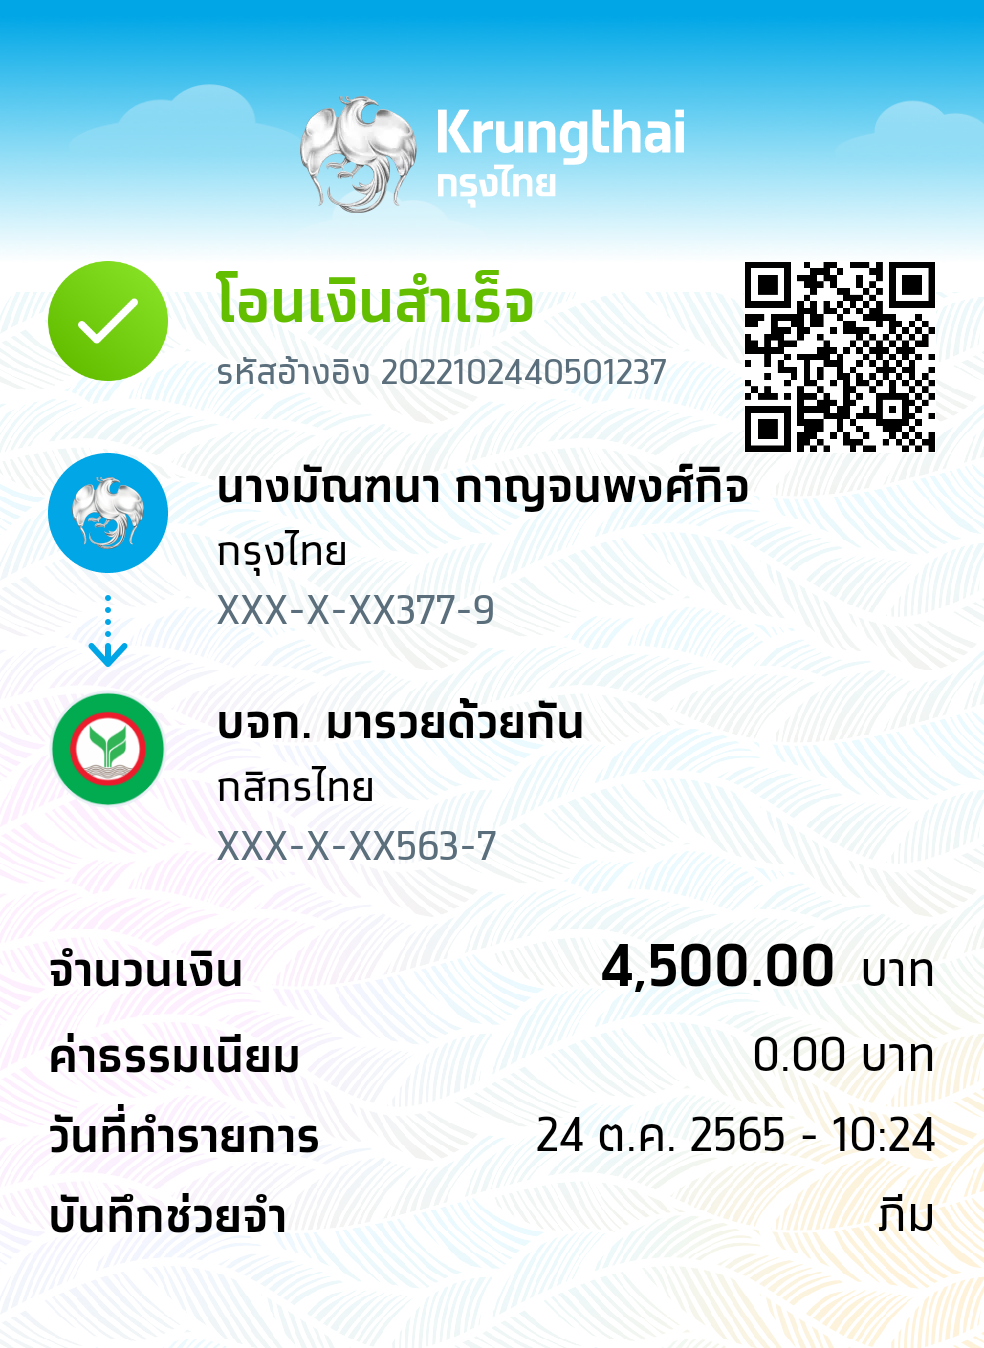 Krungthai
กรุงไทย
โอนเงินสำเร็จ
รหัสอ้างอิง 2022102440501237
นางมัณฑนา กาญจนพงศ์กิจ
กรุงไทย
XXX-X-XX377-9
บจก. มารวยด้วยกัน
กสิกรไทย
XXX-X-XX563-7
จำนวนเงิน 4,500.00 บาท
ค่าธรรมเนียม 0.00 บาท
วันที่ทำรายการ 24 ต.ค. 2565 - 10:24
บันทึกช่วยจำ ภีม